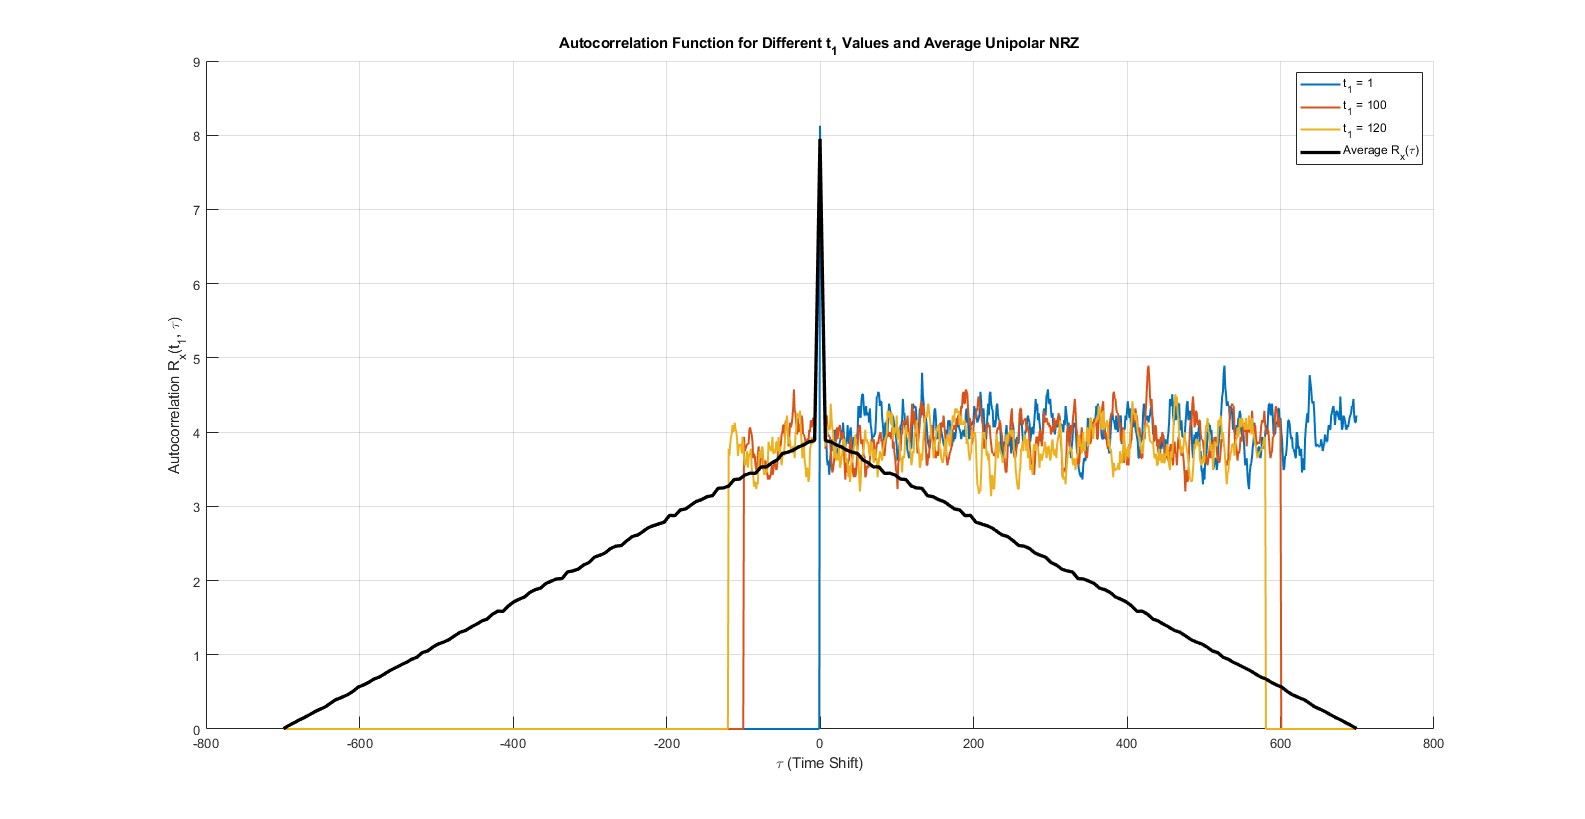 Autocorrelation Function for Different t1 Values and Average Unipolar NRZ
9
8
7
6
5
4
3
2
1
0
Autocorrelation Rx(t1, τ)
t1 = 1
t1 = 100
t1 = 120
Average Rx(τ)
-800 -600 -400 -200 0 200 400 600 800
τ (Time Shift)